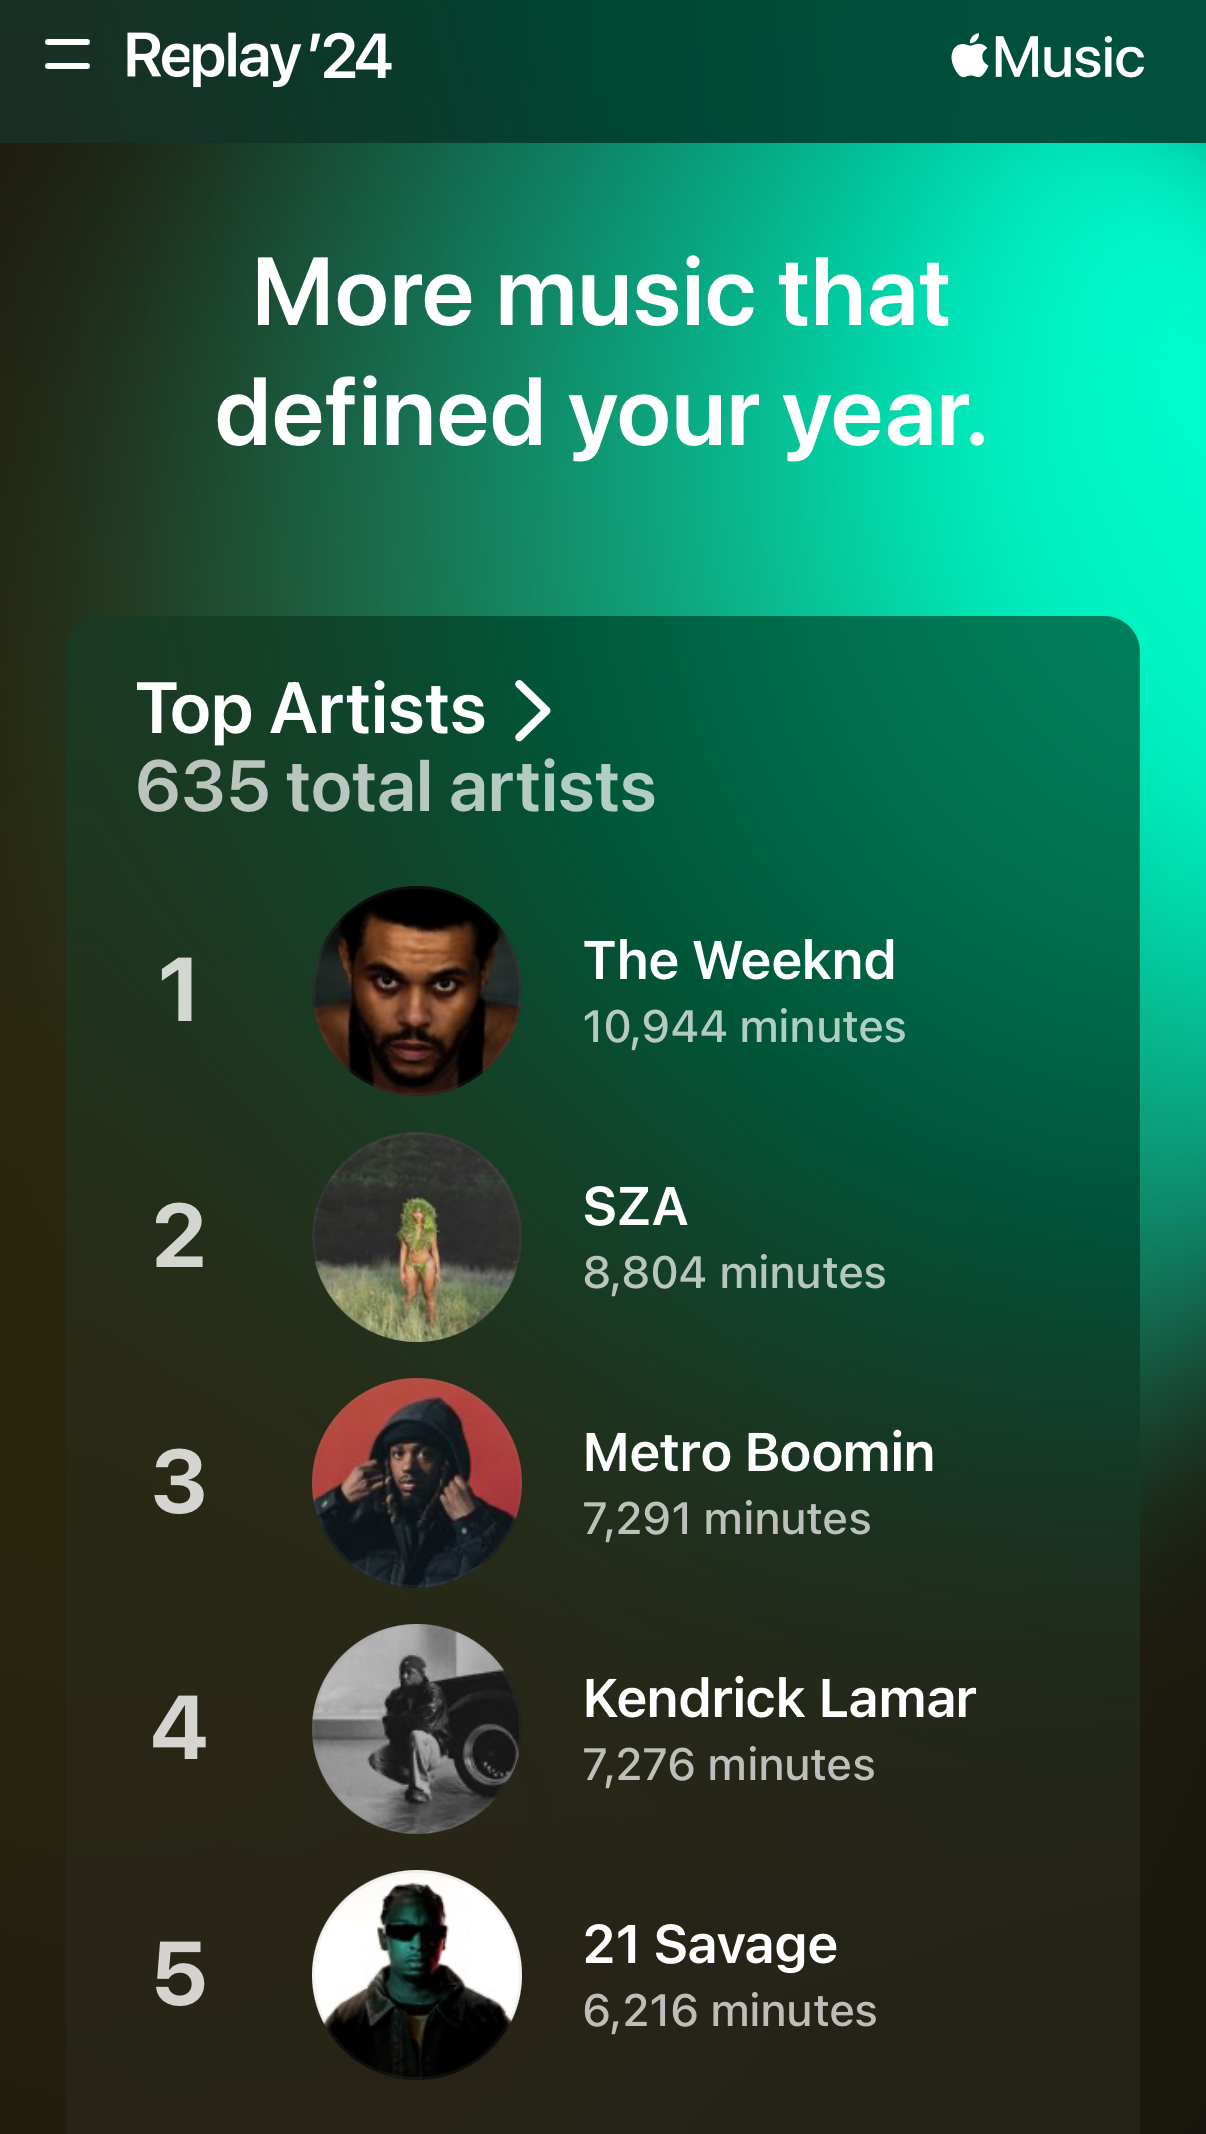 Replay ’24
Music
More music that
defined your year.
Top Artists
635 total artists
1
The Weeknd
10,944 minutes
2
SZA
8,804 minutes
3
Metro Boomin
7,291 minutes
4
Kendrick Lamar
7,276 minutes
5
21 Savage
6,216 minutes